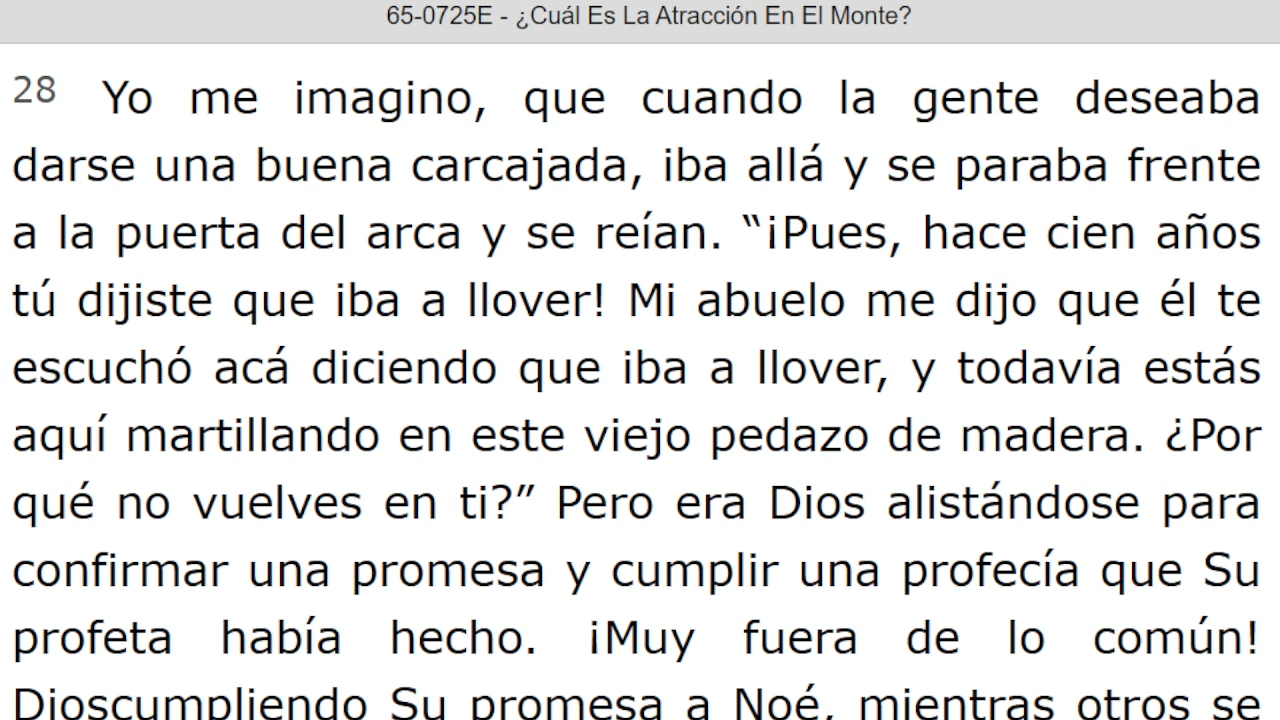 65-0725E - ¿Cuál Es La Atracción En El Monte?
28 Yo me imagino, que cuando la gente deseaba
darse una buena carcajada, iba allá y se paraba frente
a la puerta del arca y se reían. “¡Pues, hace cien años
tú dijiste que iba a llover! Mi abuelo me dijo que él te
escuchó acá diciendo que iba a llover, y todavía estás
aquí martillando en este viejo pedazo de madera. ¿Por
qué no vuelves en ti?” Pero era Dios alistándose para
confirmar una promesa y cumplir una profecía que Su
profeta había hecho. ¡Muy fuera de lo común!
Dioscumpliendo Su promesa a Noé, mientras otros se